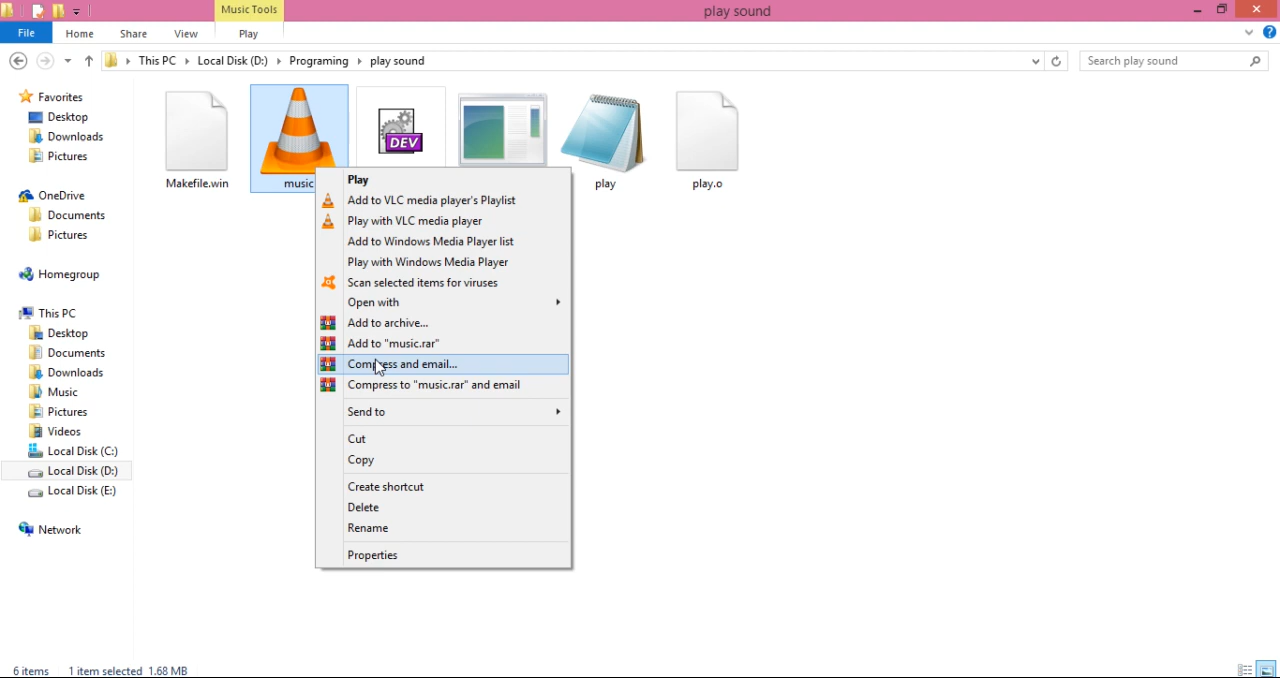 Music Tools
play sound
File
Home
Share
View
Play
This PC
Local Disk (D:)
Programing
play sound
Search play sound
Favorites
Desktop
Downloads
Pictures
OneDrive
Documents
Pictures
Homegroup
This PC
Desktop
Documents
Downloads
Music
Pictures
Videos
Local Disk (C:)
Local Disk (D:)
Local Disk (E:)
Network
Makefile.win
music
DEV
play
play.o
Play
Add to VLC media player's Playlist
Play with VLC media player
Add to Windows Media Player list
Play with Windows Media Player
Scan selected items for viruses
Open with
Add to archive...
Add to "music.rar"
Compress and email...
Compress to "music.rar" and email
Send to
Cut
Copy
Create shortcut
Delete
Rename
Properties
6 items
1 item selected 1.68 MB